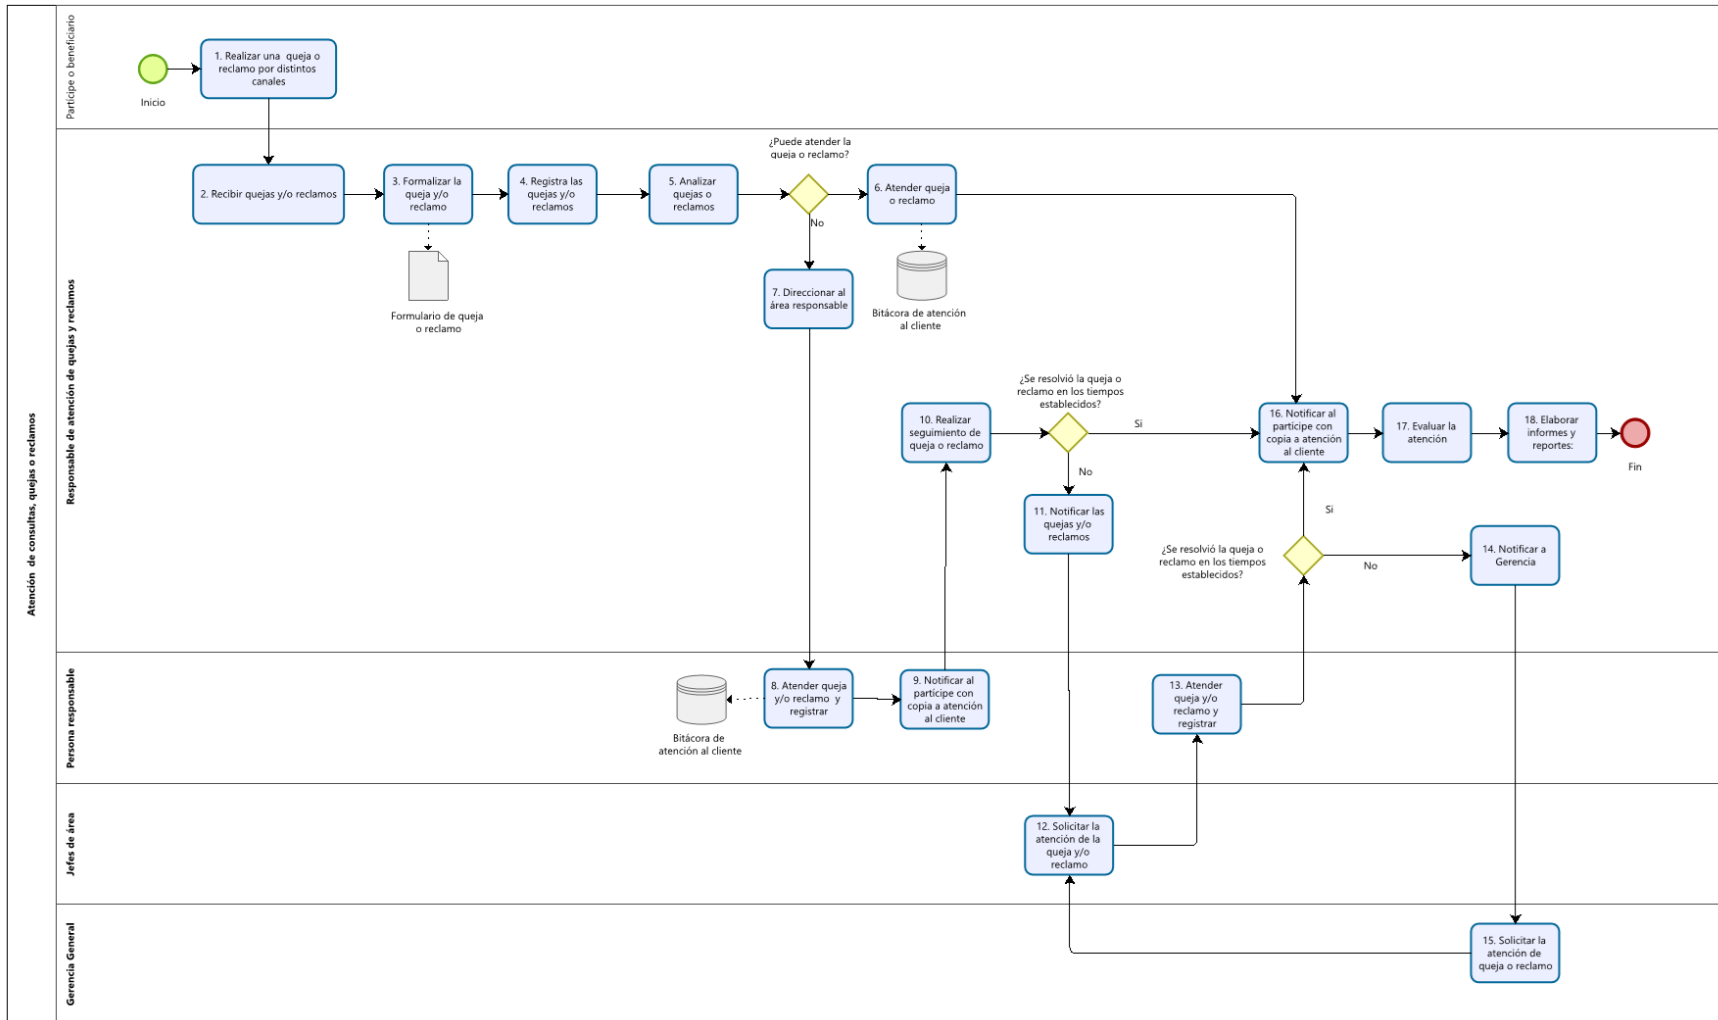 Atención  de consultas, quejas o reclamos
Partícipe o beneficiario
Inicio
1. Realizar una  queja o
reclamo por distintos
canales
Responsable de atención de quejas y reclamos
2. Recibir quejas y/o reclamos
3. Formalizar la
queja y/o
reclamo
Formulario de queja
o reclamo
4. Registra las
quejas y/o
reclamos
5. Analizar
quejas o
reclamos
¿Puede atender la
queja o reclamo?
No
6. Atender queja
o reclamo
Bitácora de atención
al cliente
7. Direccionar al
área responsable
10. Realizar
seguimiento de
queja o reclamo
¿Se resolvió la queja o
reclamo en los tiempos
establecidos?
Si
No
11. Notificar las
quejas y/o
reclamos
16. Notificar al
partícipe con
copia a atención
al cliente
17. Evaluar la
atención
18. Elaborar
informes y
reportes:
Fin
Si
¿Se resolvió la queja o
reclamo en los tiempos
establecidos?
No
14. Notificar a
Gerencia
Persona responsable
Bitácora de
atención al cliente
8. Atender queja
y/o reclamo  y
registrar
9. Notificar al
partícipe con
copia a atención
al cliente
13. Atender
queja y/o
reclamo y
registrar
Jefes de área
12. Solicitar la
atención de la
queja y/o
reclamo
Gerencia General
15. Solicitar la
atención de
queja o reclamo